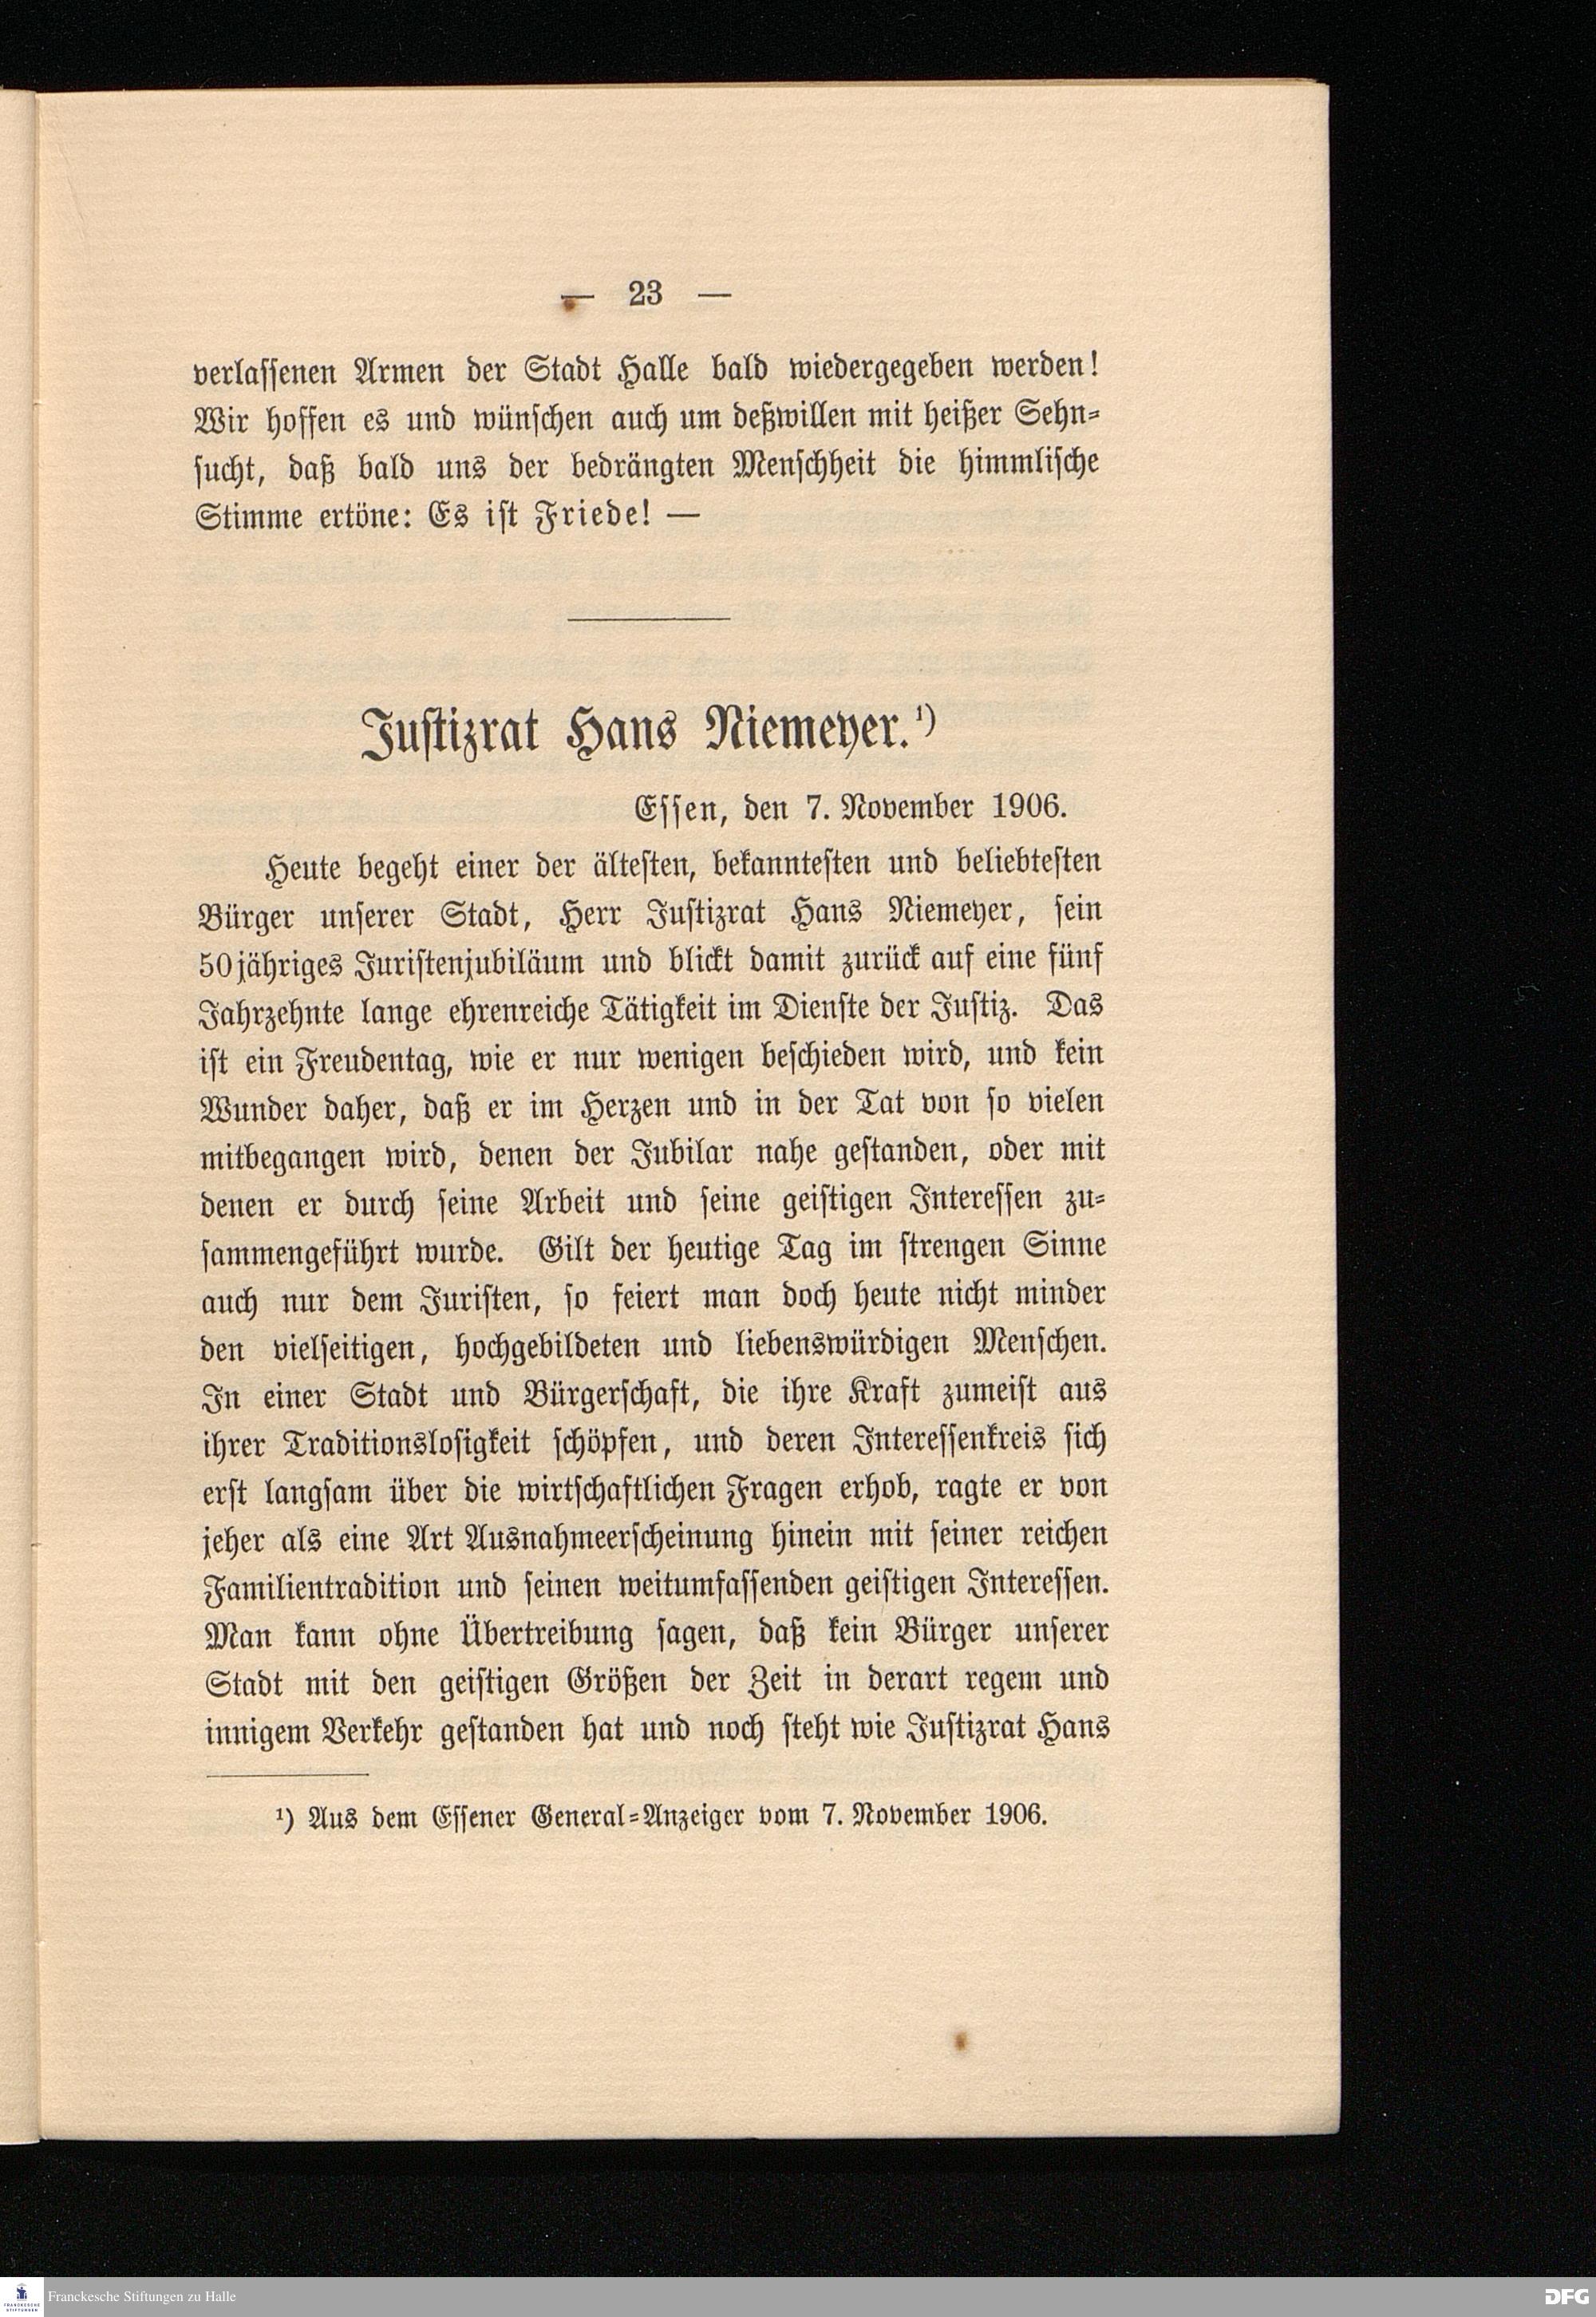 — 23 —
verlassenen Armen der Stadt Halle bald wiedergegeben werden!
Wir hoffen es und wünschen auch um deßwillen mit heißer Sehn-
sucht, daß bald uns der bedrängten Menschheit die himmlische
Stimme ertöne: Es ist Friede! —
Justizrat Hans Niemeyer.¹)
Essen, den 7. November 1906.
Heute begeht einer der ältesten, bekanntesten und beliebtesten
Bürger unserer Stadt, Herr Justizrat Hans Niemeyer, sein
50jähriges Juristenjubiläum und blickt damit zurück auf eine fünf
Jahrzehnte lange ehrenreiche Tätigkeit im Dienste der Justiz. Das
ist ein Freudentag, wie er nur wenigen beschieden wird, und kein
Wunder daher, daß er im Herzen und in der Tat von so vielen
mitbegangen wird, denen der Jubilar nahe gestanden, oder mit
denen er durch seine Arbeit und seine geistigen Interessen zu-
sammengeführt wurde. Gilt der heutige Tag im strengen Sinne
auch nur dem Juristen, so feiert man doch heute nicht minder
den vielseitigen, hochgebildeten und liebenswürdigen Menschen.
In einer Stadt und Bürgerschaft, die ihre Kraft zumeist aus
ihrer Traditionslosigkeit schöpfen, und deren Interessenkreis sich
erst langsam über die wirtschaftlichen Fragen erhob, ragte er von
jeher als eine Art Ausnahmeerscheinung hinein mit seiner reichen
Familientradition und seinen weitumfassenden geistigen Interessen.
Man kann ohne Übertreibung sagen, daß kein Bürger unserer
Stadt mit den geistigen Größen der Zeit in derart regem und
innigem Verkehr gestanden hat und noch steht wie Justizrat Hans
¹) Aus dem Essener General-Anzeiger vom 7. November 1906.
FRANCKESCHE
STIFTUNGEN
Franckesche Stiftungen zu Halle
DFG